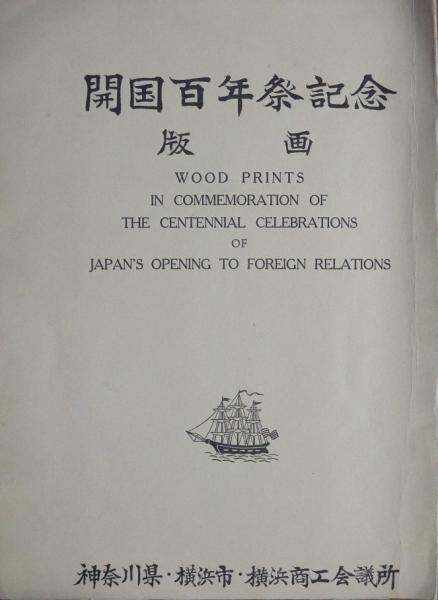 開国百年祭記念
版画
WOOD PRINTS
IN COMMEMORATION OF
THE CENTENNIAL CELEBRATIONS
OF
JAPAN'S OPENING TO FOREIGN RELATIONS
神奈川県・横浜市・横浜商工会議所